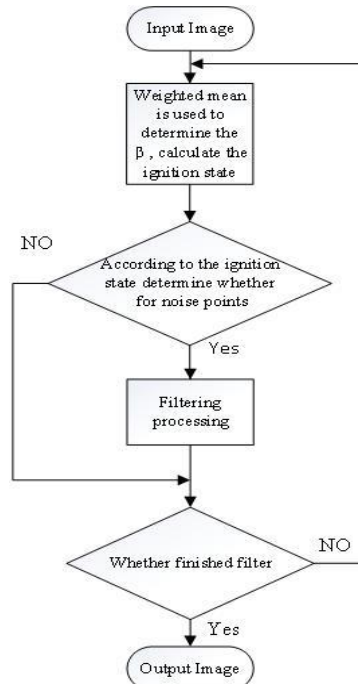 Input Image
Weighted mean
is used to
determine the
β , calculate the
ignition state
NO
According to the ignition
state determine whether
for noise points
Yes
Filtering
processing
Whether finished filter
NO
Yes
Output Image